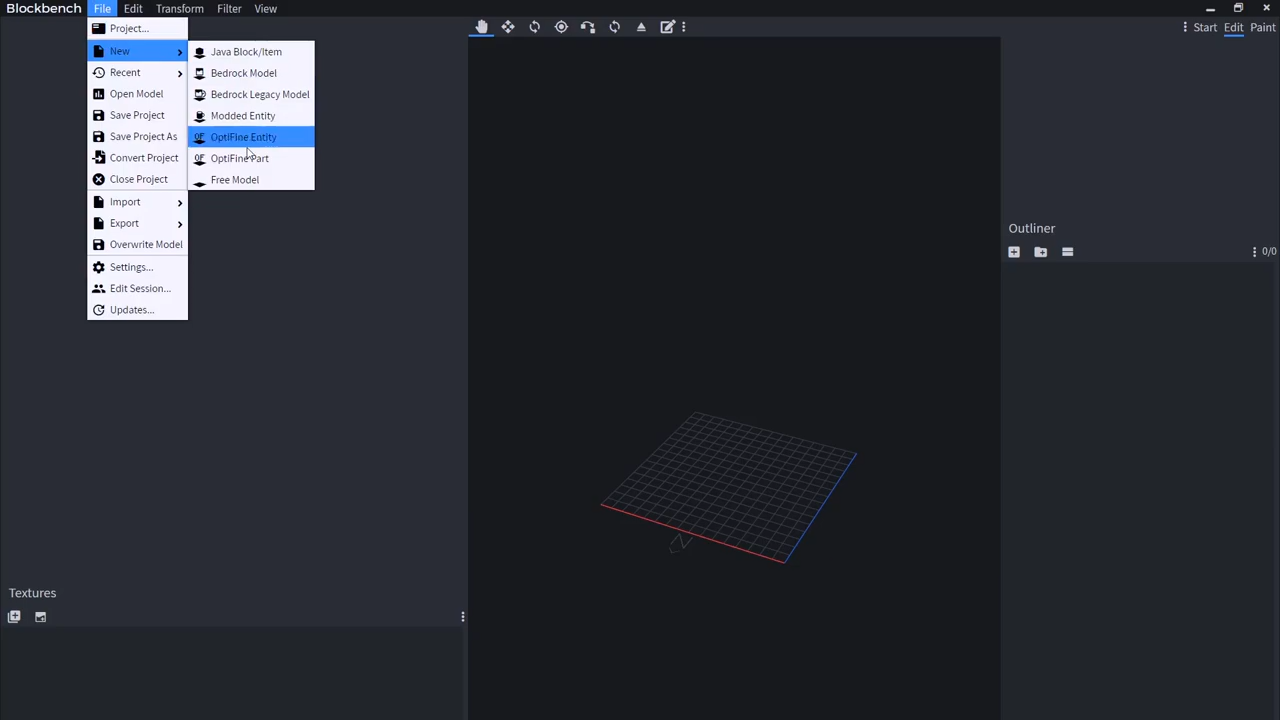 Blockbench File Edit Transform Filter View
Start Edit Paint
Project...
New
Recent
Open Model
Save Project
Save Project As
Convert Project
Close Project
Import
Export
Overwrite Model
Settings...
Edit Session...
Updates...
Java Block/Item
Bedrock Model
Bedrock Legacy Model
Modded Entity
OF OptiFine Entity
OF OptiFine Part
Free Model
Outliner
0/0
N
Textures